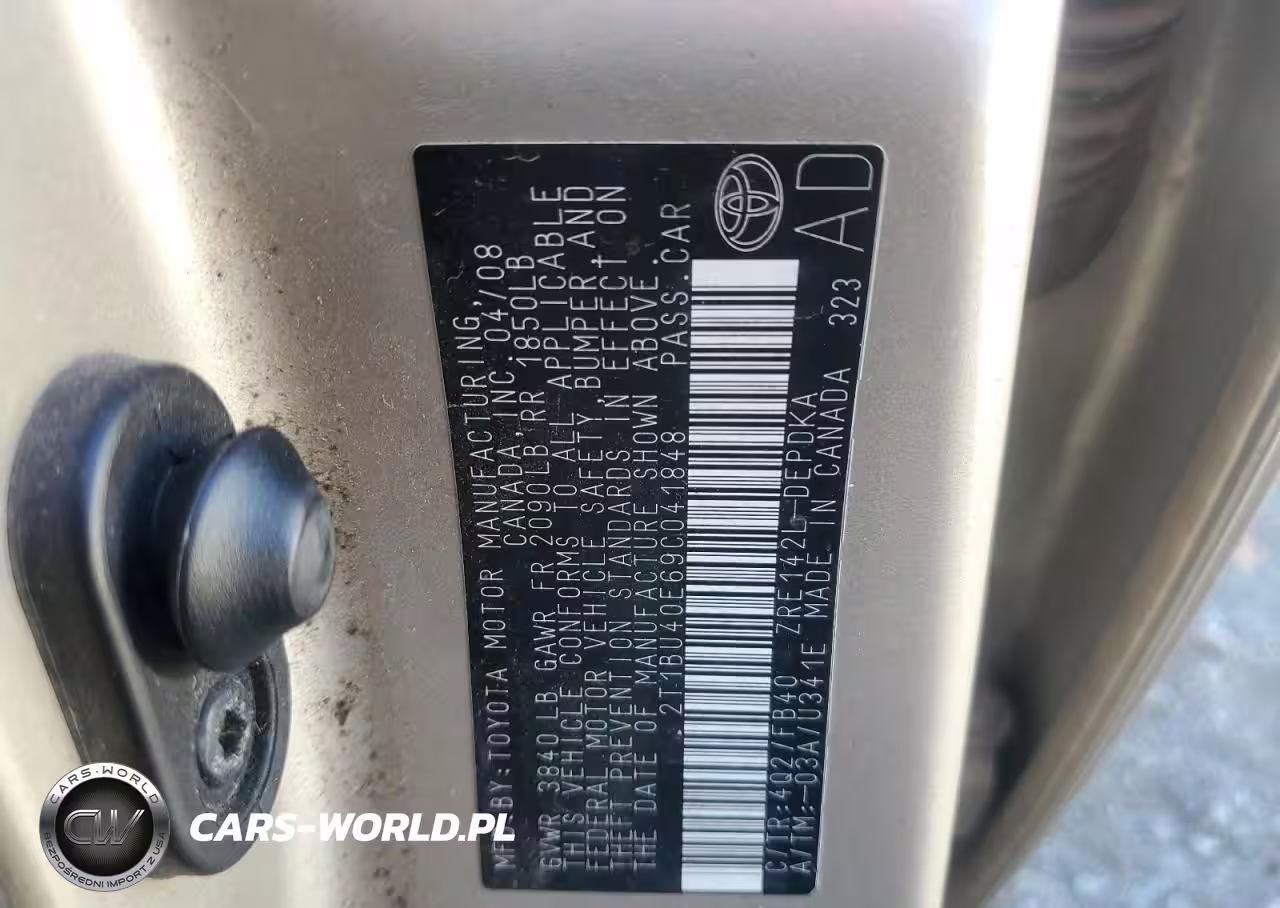 MFD.BY:TOYOTA MOTOR MANUFACTURING,
CANADA,INC. 04/08
GVWR 3840LB GAWR FR 2090LB,RR 1850LB
THIS VEHICLE CONFORMS TO ALL APPLICABLE
FEDERAL MOTOR VEHICLE SAFETY,BUMPER,AND
THEFT PREVENTION STANDARDS IN EFFECT ON
THE DATE OF MANUFACTURE SHOWN ABOVE.
2T1BU40E69C041848 PASS.CAR
C/TR:4Q2/FB40 ZRE142L-DEPDKA
A/TM:-03A/U341E MADE IN CANADA 323
AD
CARS-WORLD
CW
BEZPOŚREDNI IMPORT Z USA
CARS-WORLD.PL